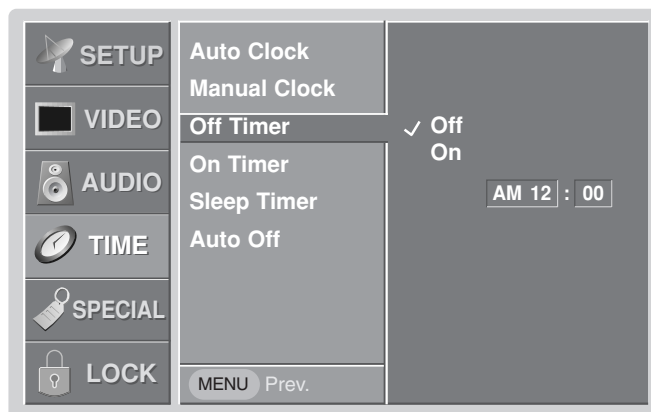 SETUP
VIDEO
AUDIO
TIME
SPECIAL
LOCK
Auto Clock
Manual Clock
Off Timer
On Timer
Sleep Timer
Auto Off
MENU Prev.
✓ Off
On
AM 12 : 00